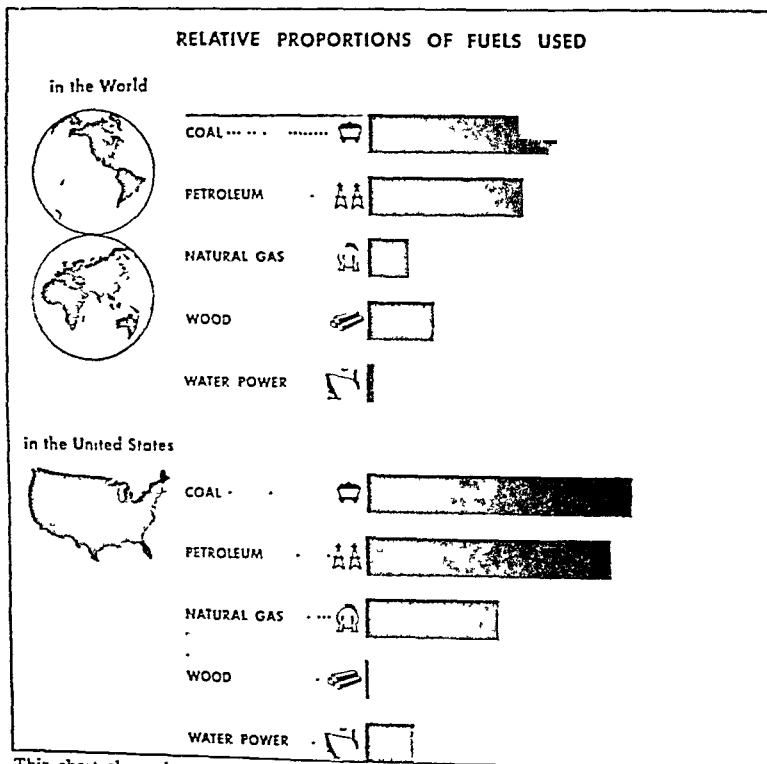 RELATIVE PROPORTIONS OF FUELS USED
in the World
COAL
PETROLEUM
NATURAL GAS
WOOD
WATER POWER
in the United States
COAL
PETROLEUM
NATURAL GAS
WOOD
WATER POWER
This chart